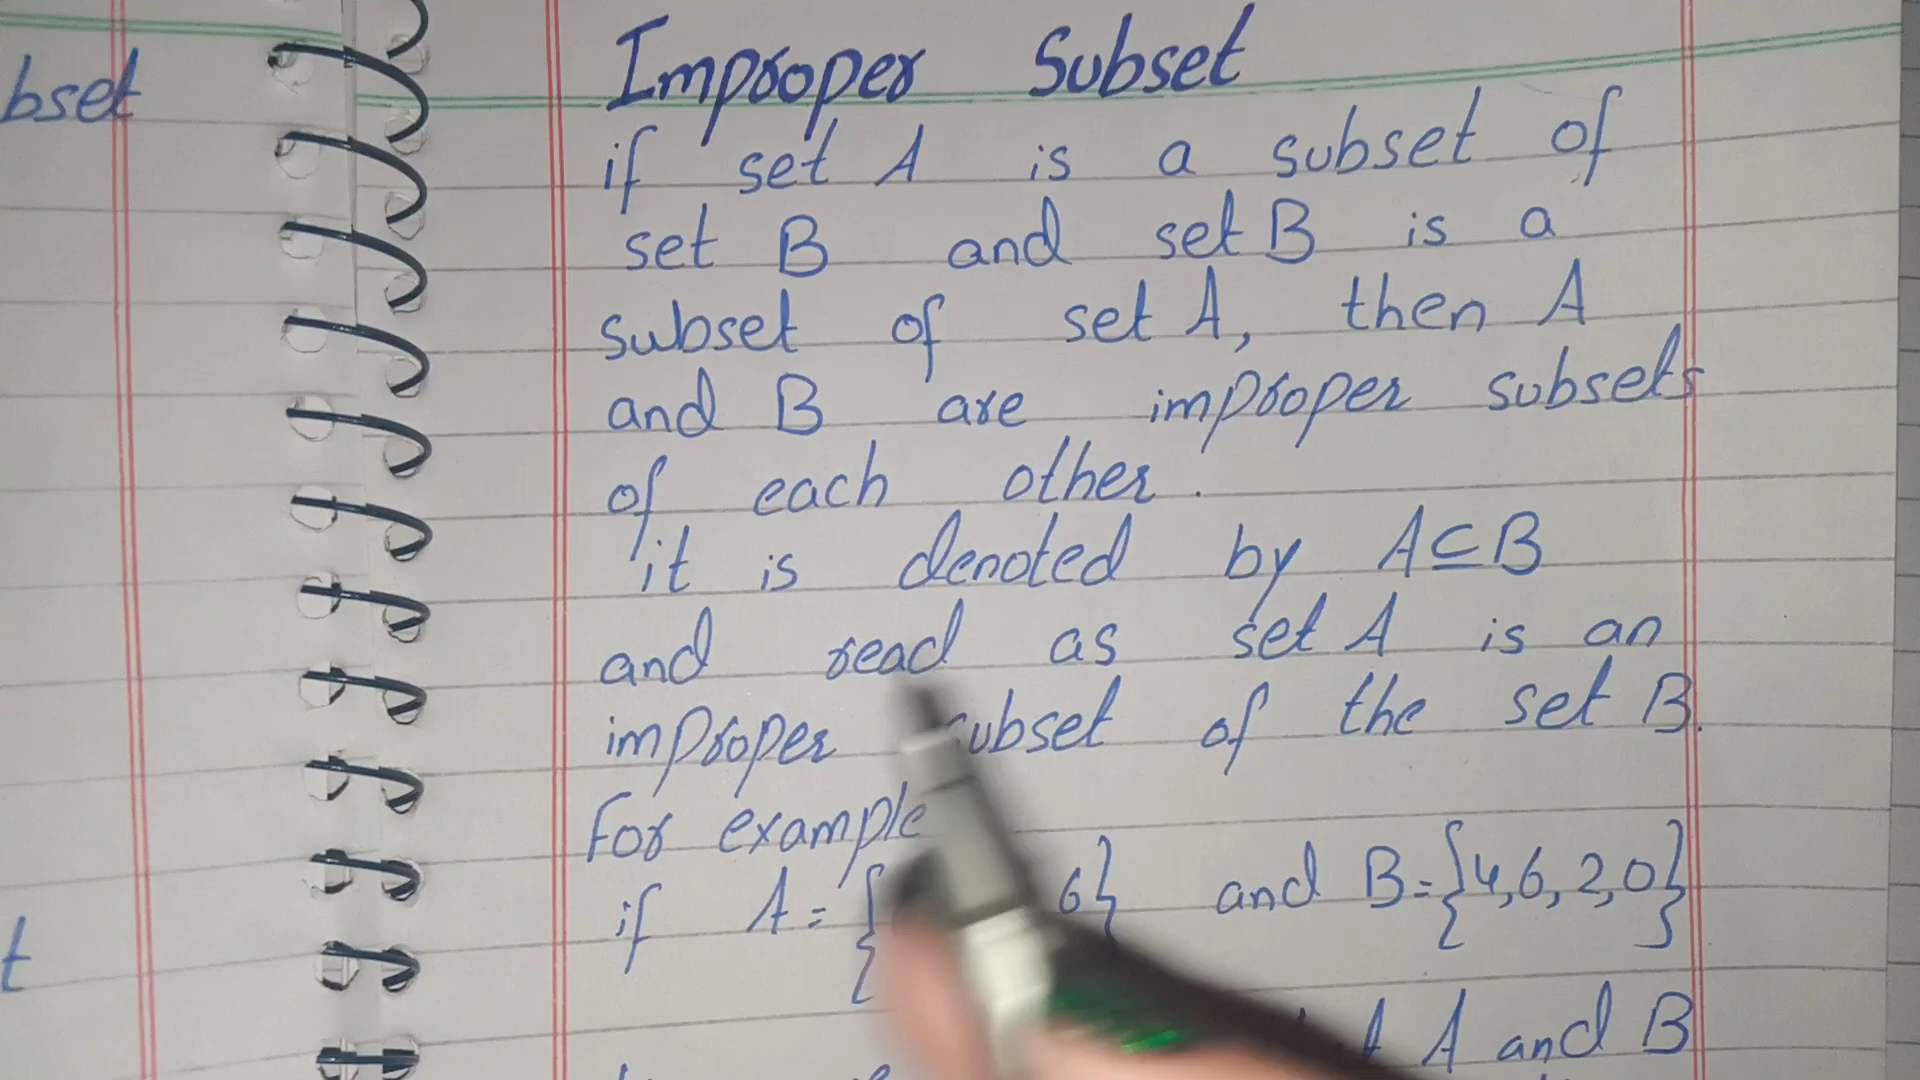 bset
t
Improper Subset
if set A is a subset of
set B and set B is a
subset of set A, then A
and B are improper subsets
of each other.
it is denoted by A⊆B
and read as set A is an
improper subset of the set B.
For example
if A={ 6} and B={4,6,2,0}
A and B